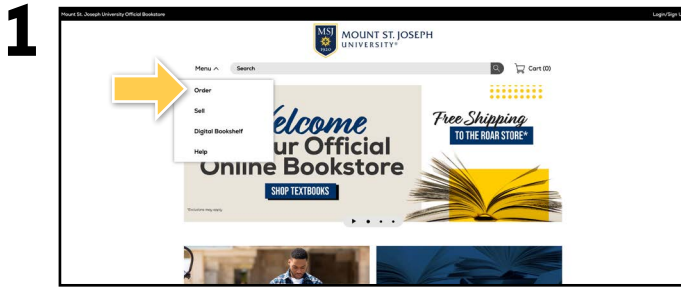 1
Mount St. Joseph University Official Bookstore
Login/Sign U
MSJ
1920
MOUNT ST. JOSEPH
UNIVERSITY®
Menu
Search
Cart (0)
Order
Sell
Digital Bookshelf
Help
elcome
ur Official
Online Bookstore
SHOP TEXTBOOKS
Free Shipping
TO THE ROAR STORE*